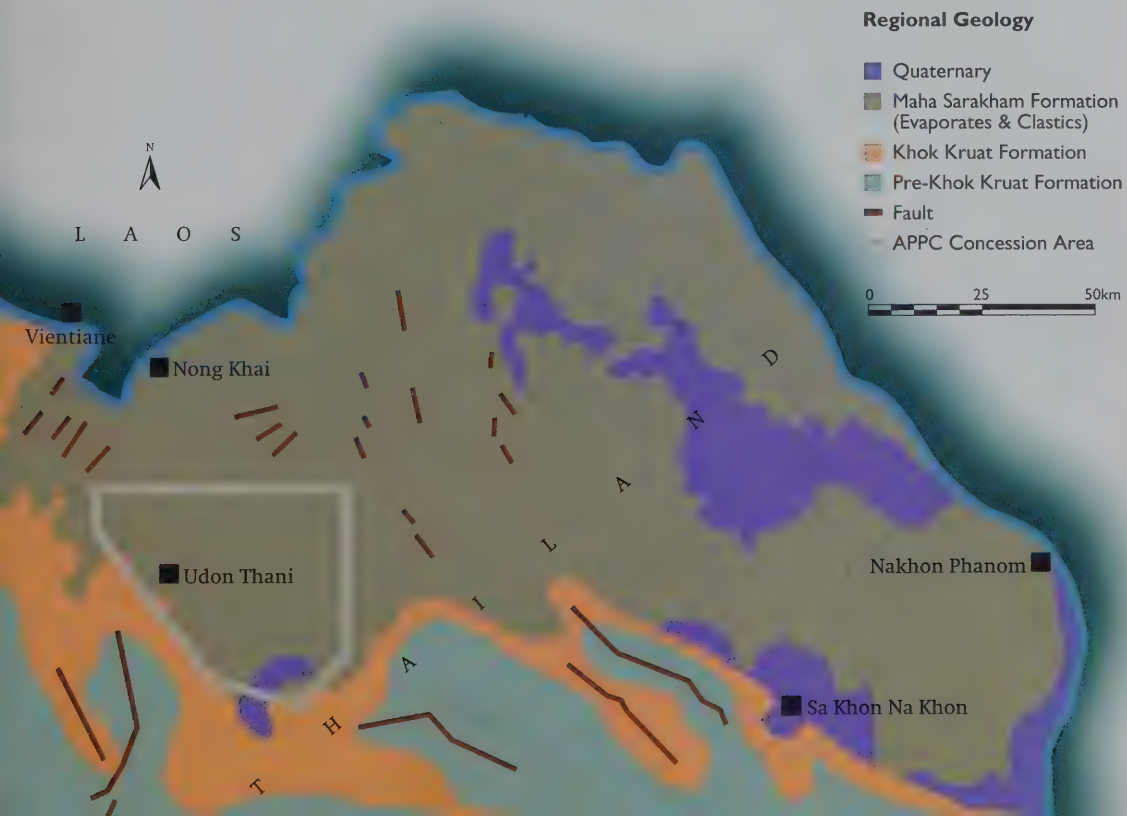 Regional Geology
Quaternary
Maha Sarakham Formation
(Evaporates & Clastics)
Khok Kruat Formation
Pre-Khok Kruat Formation
Fault
APPC Concession Area
0 25 50km
N
L A O S
Vientiane
Nong Khai
Udon Thani
T H A I L A N D
Nakhon Phanom
Sa Khon Na Khon